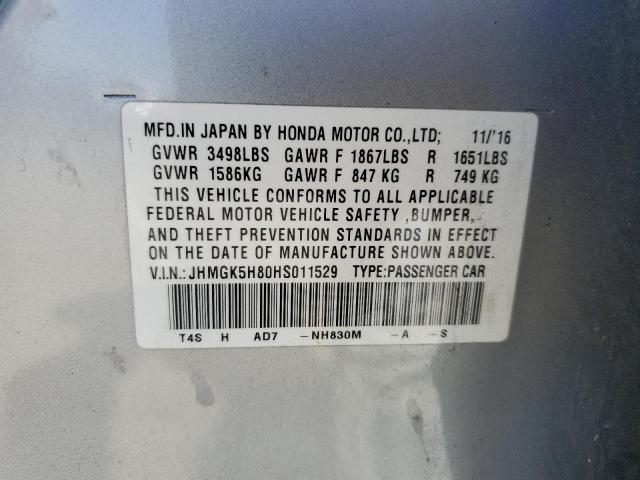 MFD.IN JAPAN BY HONDA MOTOR CO.,LTD; 11/'16
GVWR 3498LBS GAWR F 1867LBS R 1651LBS
GVWR 1586KG GAWR F 847 KG R 749 KG
THIS VEHICLE CONFORMS TO ALL APPLICABLE
FEDERAL MOTOR VEHICLE SAFETY ,BUMPER,
AND THEFT PREVENTION STANDARDS IN EFFECT
ON THE DATE OF MANUFACTURE SHOWN ABOVE.
V.I.N.: JHMGK5H80HS011529 TYPE:PASSENGER CAR
T4S H AD7 -NH830M -A -S